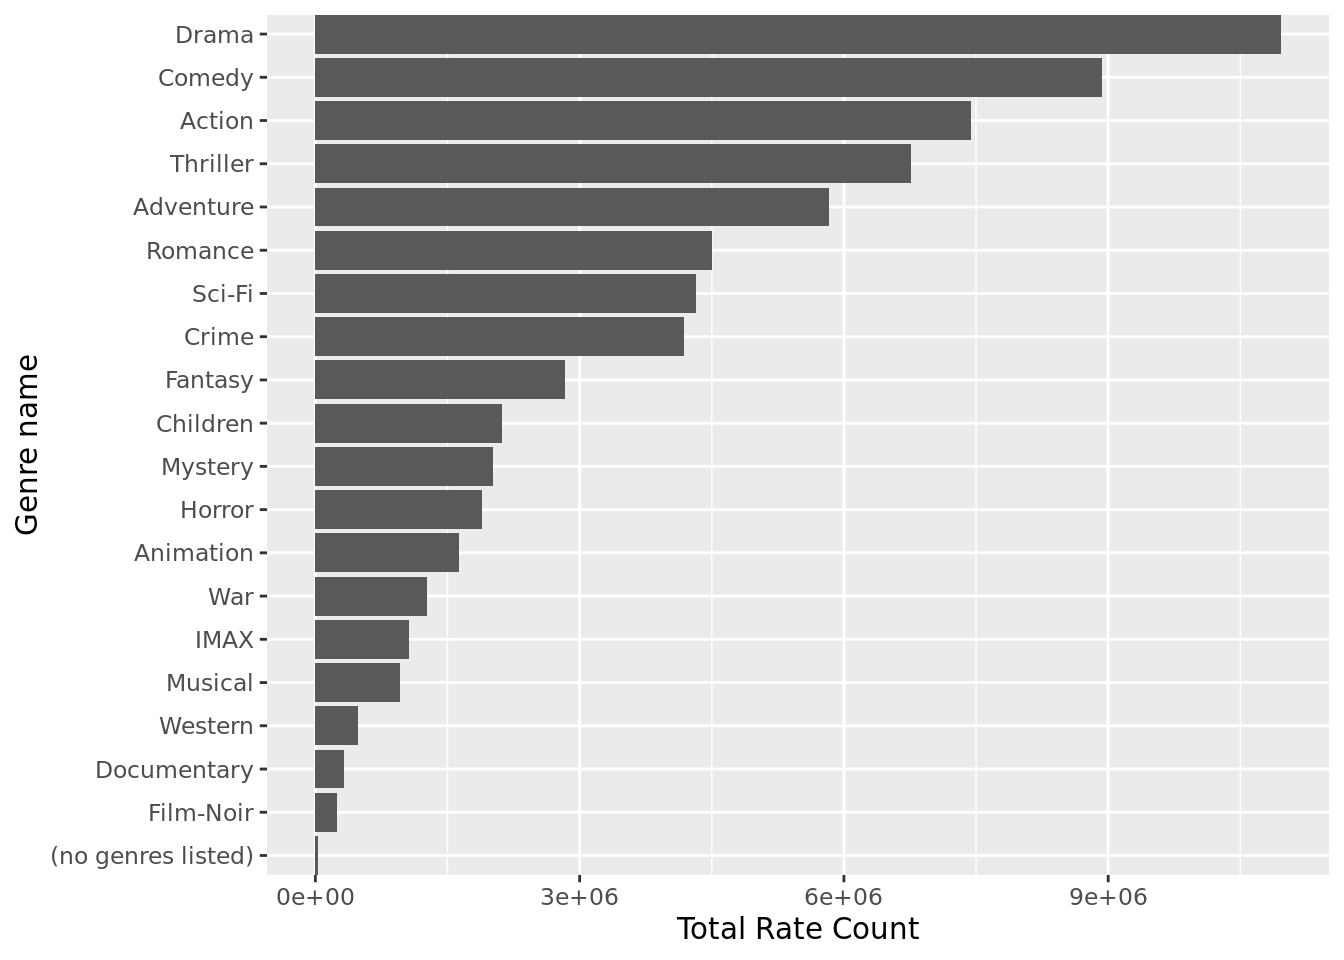 Drama
Comedy
Action
Thriller
Adventure
Romance
Sci-Fi
Crime
Fantasy
Children
Mystery
Horror
Animation
War
IMAX
Musical
Western
Documentary
Film-Noir
(no genres listed)
Genre name
0e+00 3e+06 6e+06 9e+06
Total Rate Count